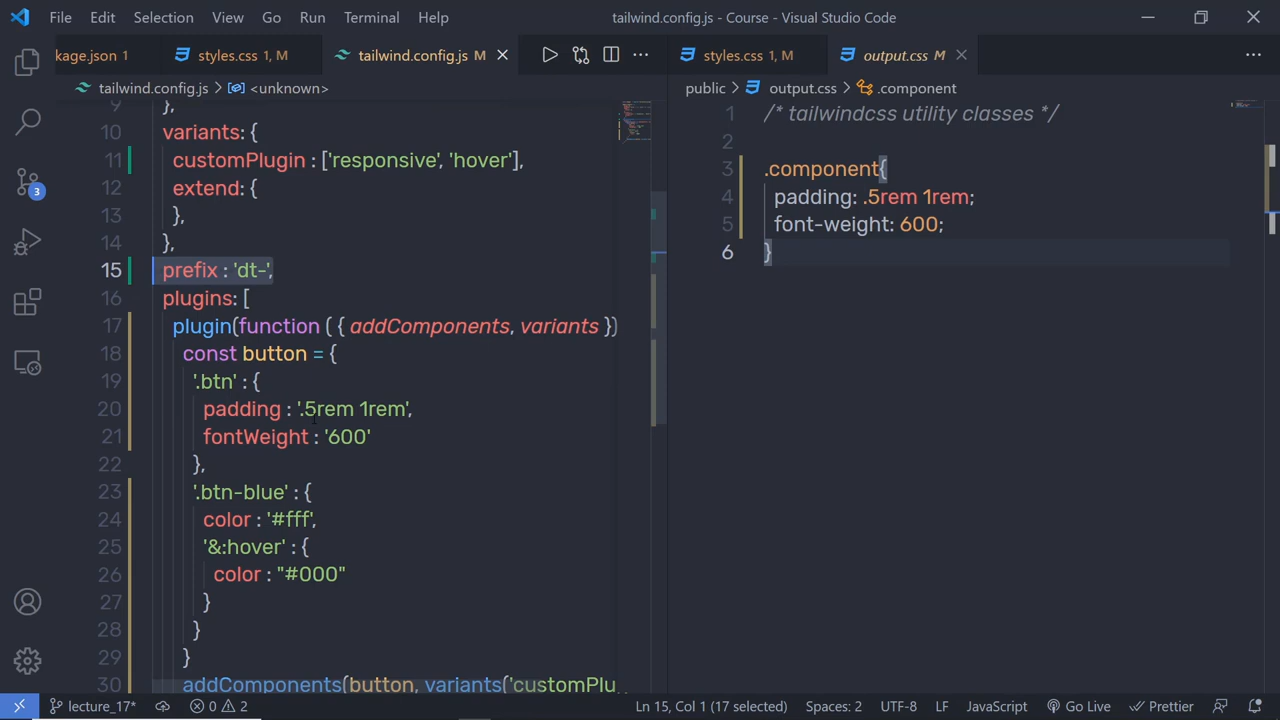 File Edit Selection View Go Run Terminal Help
tailwind.config.js - Course - Visual Studio Code
kage.json 1
styles.css 1, M
tailwind.config.js M
styles.css 1, M
output.css M
tailwind.config.js > <unknown>
public > output.css > .component
9 },
10 variants: {
11 customPlugin : ['responsive', 'hover'],
12 extend: {
13 },
14 },
15 prefix : 'dt-',
16 plugins: [
17 plugin(function ( { addComponents, variants })
18 const button = {
19 '.btn' : {
20 padding : '.5rem 1rem',
21 fontWeight : '600'
22 },
23 '.btn-blue' : {
24 color : '#fff',
25 '&:hover' : {
26 color : "#000"
27 }
28 }
29 }
30 addComponents(button, variants('customPlu
1 /* tailwindcss utility classes */
2
3 .component{
4 padding: .5rem 1rem;
5 font-weight: 600;
6 }
3
lecture_17*
0 2
Ln 15, Col 1 (17 selected)
Spaces: 2
UTF-8
LF
JavaScript
Go Live
Prettier